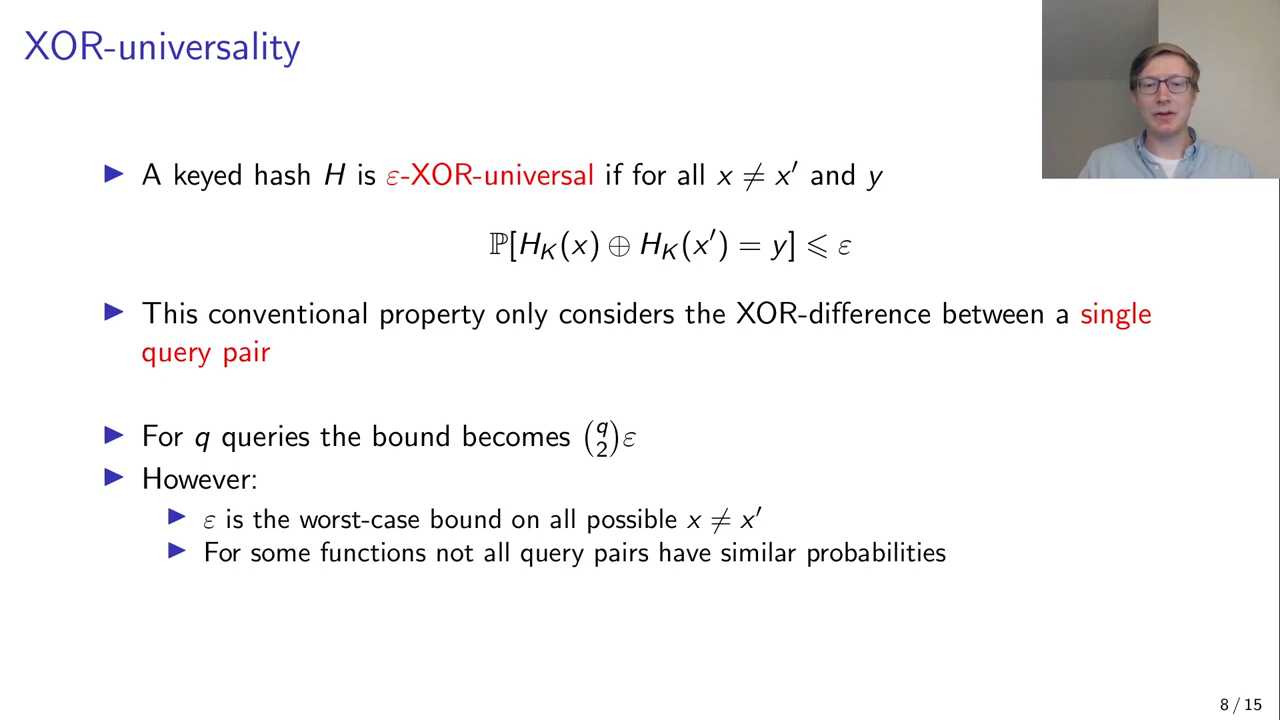 XOR-universality
▶ A keyed hash H is ε-XOR-universal if for all x ≠ x′ and y
ℙ[H_K(x) ⊕ H_K(x′) = y] ⩽ ε
▶ This conventional property only considers the XOR-difference between a single
query pair
▶ For q queries the bound becomes (q 2)ε
▶ However:
▶ ε is the worst-case bound on all possible x ≠ x′
▶ For some functions not all query pairs have similar probabilities
8 / 15